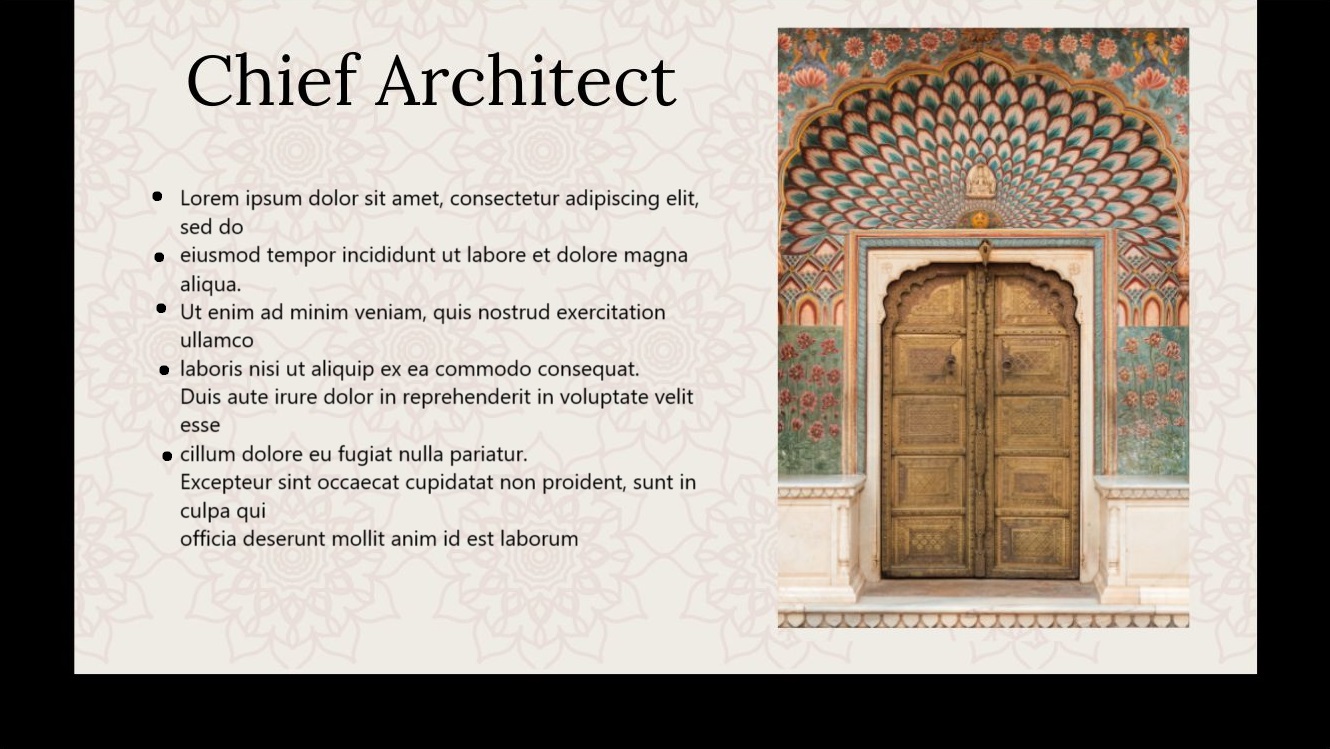 Chief Architect
• Lorem ipsum dolor sit amet, consectetur adipiscing elit,
sed do
• eiusmod tempor incididunt ut labore et dolore magna
aliqua.
• Ut enim ad minim veniam, quis nostrud exercitation
ullamco
• laboris nisi ut aliquip ex ea commodo consequat.
Duis aute irure dolor in reprehenderit in voluptate velit
esse
• cillum dolore eu fugiat nulla pariatur.
Excepteur sint occaecat cupidatat non proident, sunt in
culpa qui
officia deserunt mollit anim id est laborum